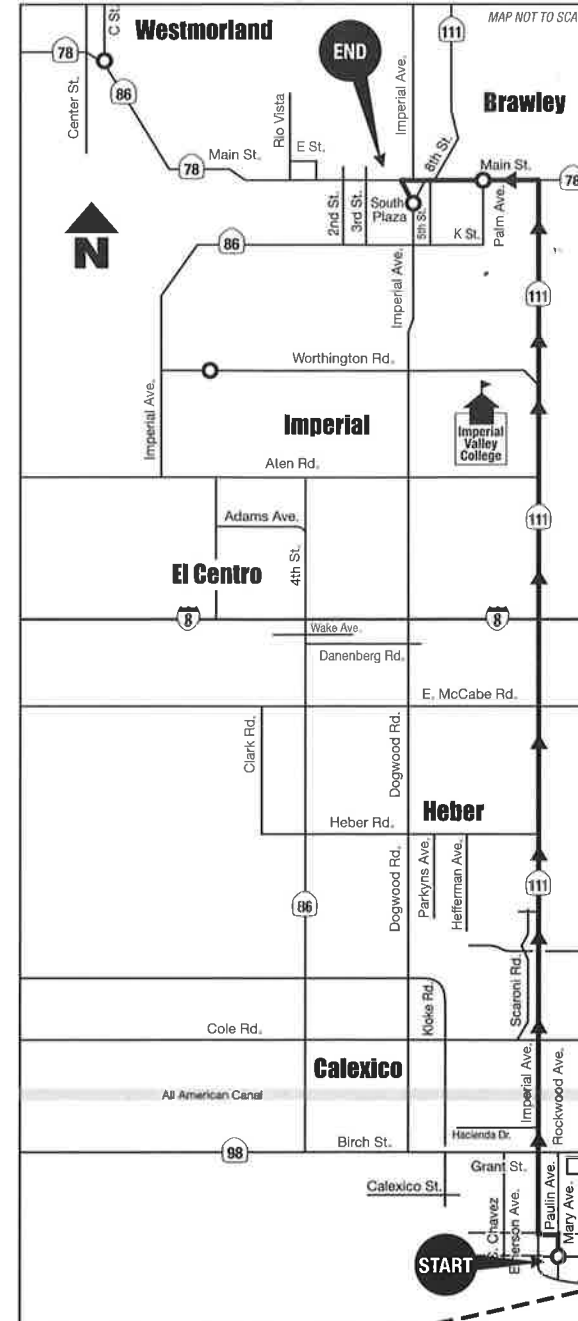 MAP NOT TO SCA
C St.
Westmorland
111
78
END
Imperial Ave.
86
Center St.
Brawley
Rio Vista
E St.
8th St.
Main St.
Main St.
78
78
2nd St.
3rd St.
South
Plaza
5th St.
K St.
Palm Ave.
N
86
Imperial Ave.
111
Worthington Rd.
Imperial Ave.
Imperial
Imperial
Valley
College
Aten Rd.
111
Adams Ave.
4th St.
El Centro
8
8
Wake Ave.
Danenberg Rd.
E. McCabe Rd.
Clark Rd.
Dogwood Rd.
Heber
Heber Rd.
Dogwood Rd.
Parkyns Ave.
Hefferman Ave.
111
86
Scaroni Rd.
Kloke Rd.
Cole Rd.
Calexico
Imperial Ave.
Rockwood Ave.
All American Canal
Hacienda Dr.
98
Birch St.
Grant St.
Calexico St.
S. Chavez
Emerson Ave.
Paulin Ave.
Mary Ave.
START